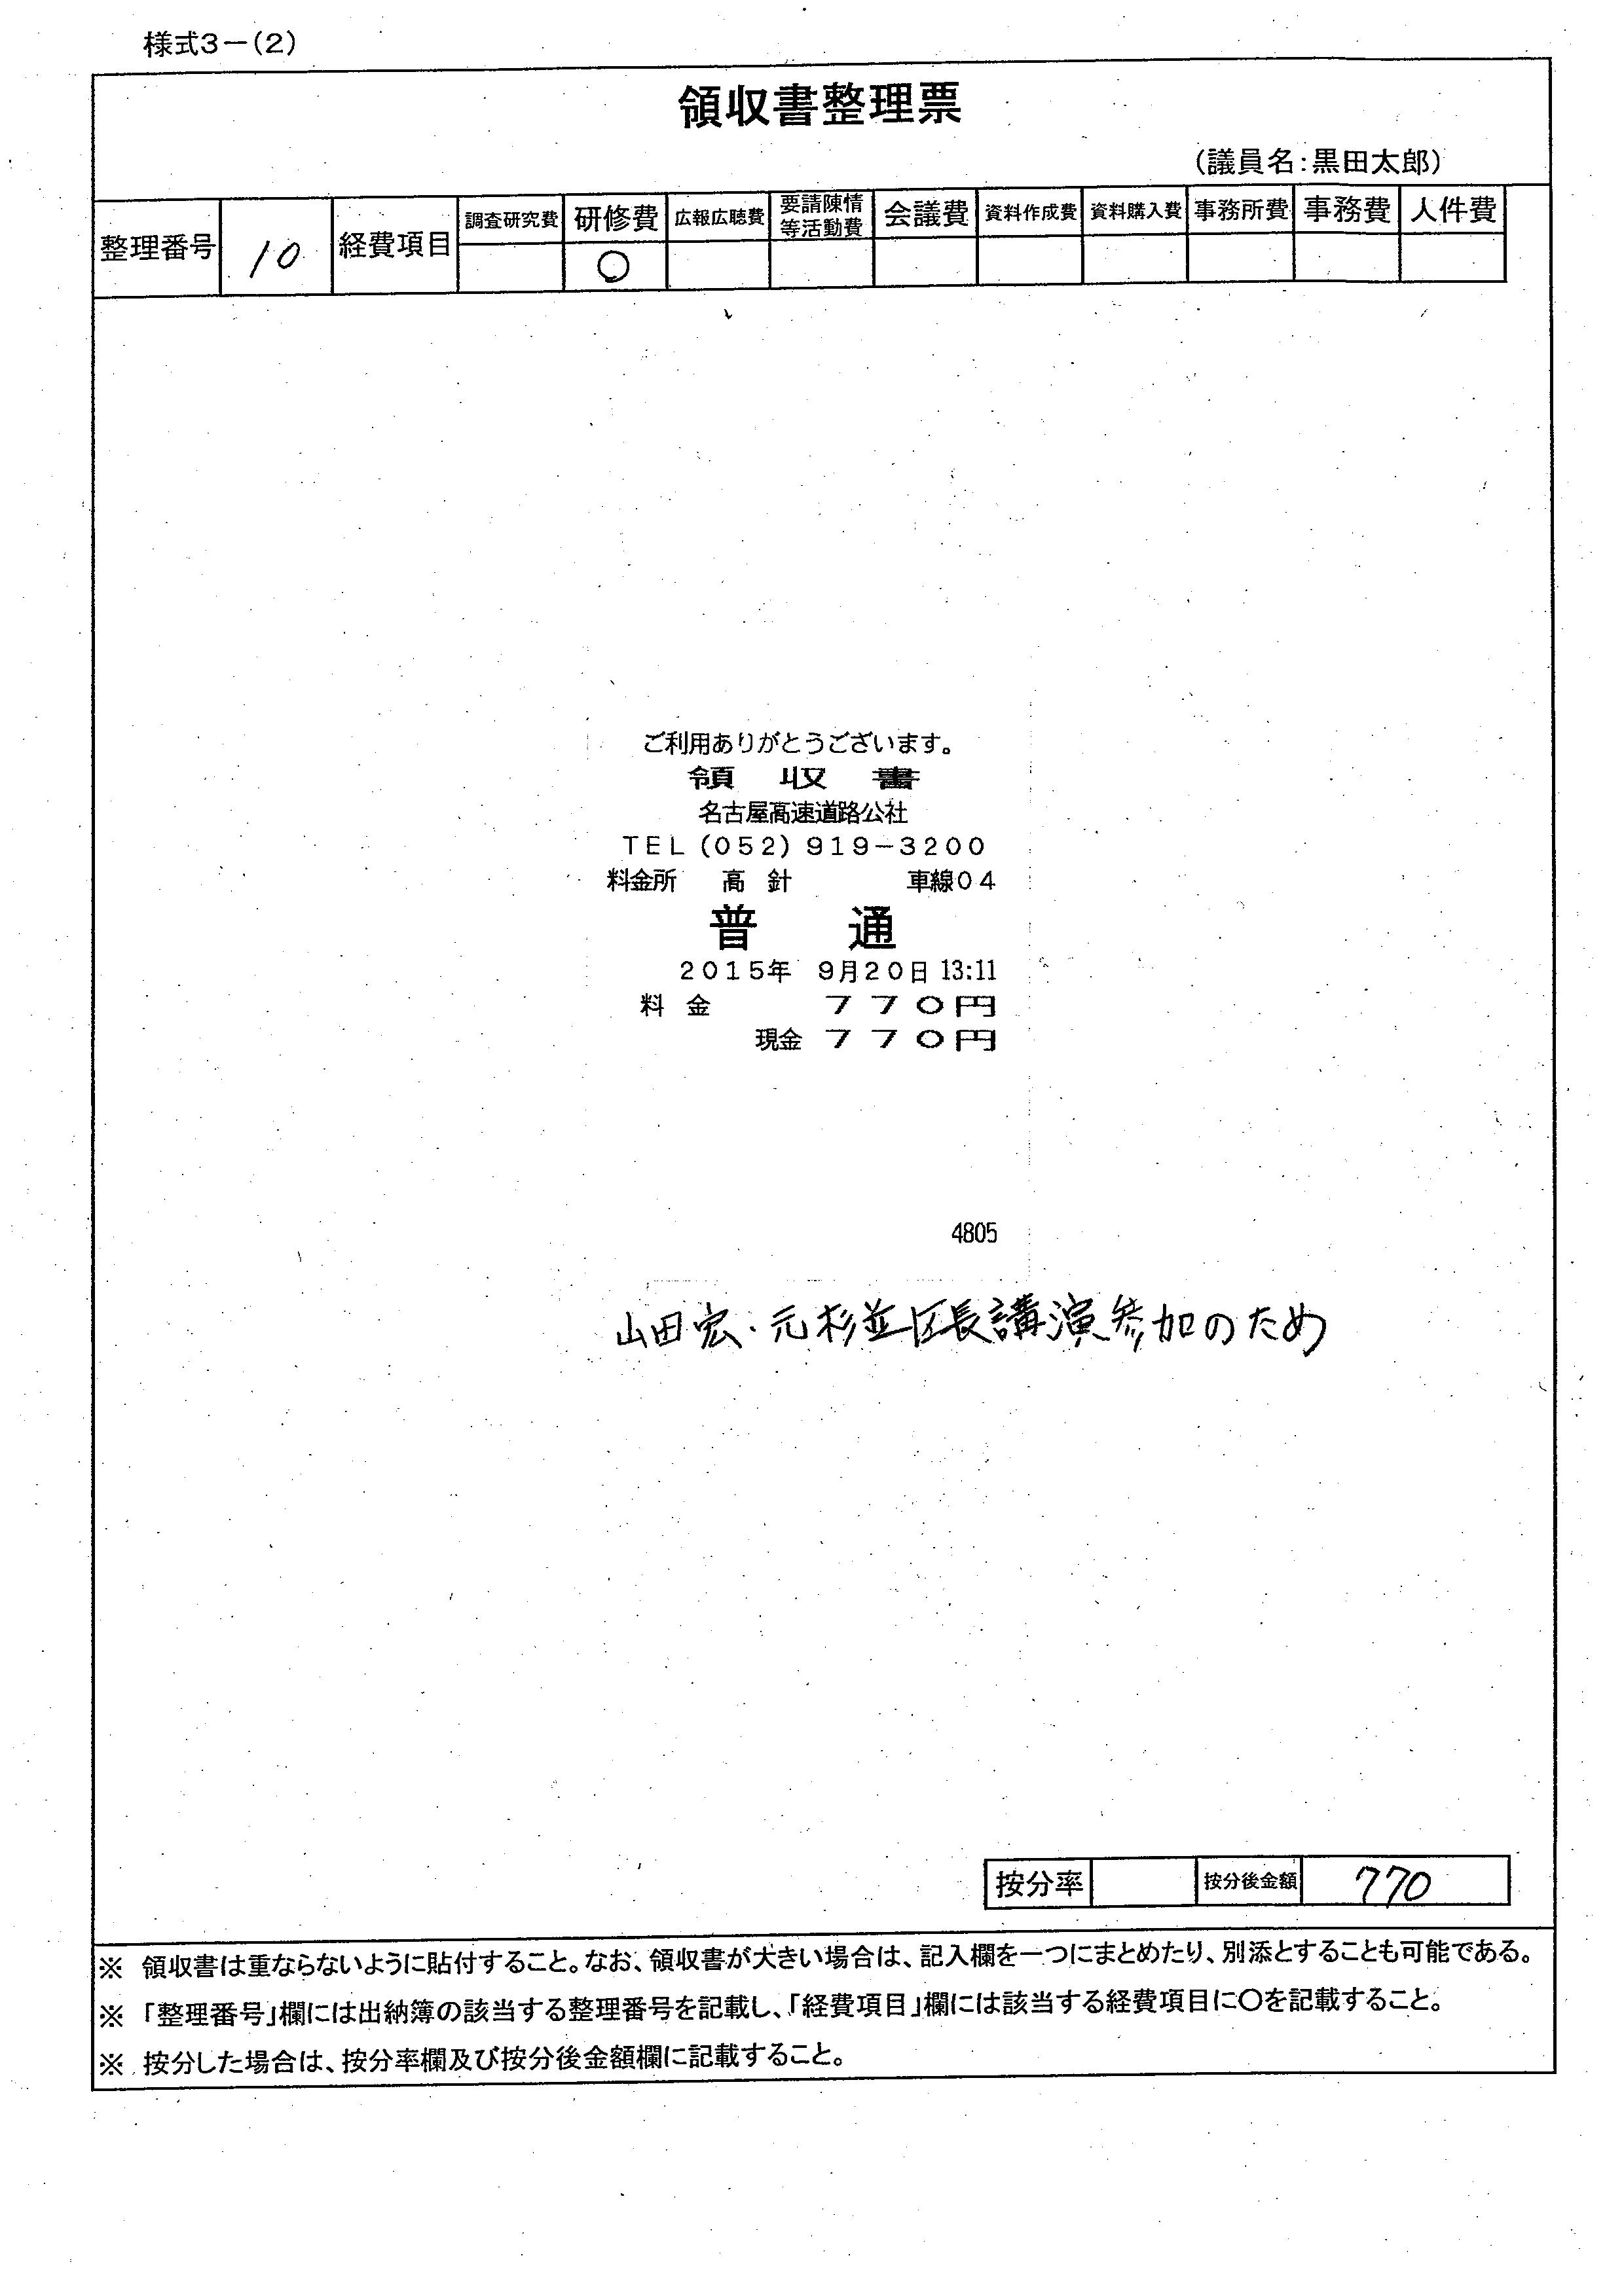 様式3－(2)
領収書整理票
(議員名:黒田太郎)
整理番号 10 経費項目 調査研究費 研修費 広報広聴費 要請陳情等活動費 会議費 資料作成費 資料購入費 事務所費 事務費 人件費
○
ご利用ありがとうございます。
領 収 書
名古屋高速道路公社
TEL(052)919-3200
料金所 高 針 車線04
普 通
2015年 9月20日 13:11
料 金 770円
現金 770円
4805
山田宏・元杉並区長講演参加のため
按分率 按分後金額 770
※ 領収書は重ならないように貼付すること。なお、領収書が大きい場合は、記入欄を一つにまとめたり、別添とすることも可能である。
※ 「整理番号」欄には出納簿の該当する整理番号を記載し、「経費項目」欄には該当する経費項目に○を記載すること。
※ 按分した場合は、按分率欄及び按分後金額欄に記載すること。